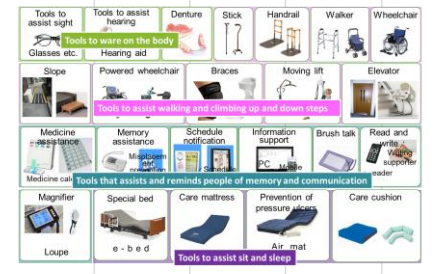 Tools to assist sight
Tools to assist hearing
Denture
Stick
Handrail
Walker
Wheelchair
Glasses etc.
Hearing aid
Tools to ware on the body
Slope
Powered wheelchair
Braces
Moving lift
Elevator
Tools to assist walking and climbing up and down steps
Medicine assistance
Memory assistance
Schedule notification
Information support
Brush talk
Read and write
Writing supporter
PC
Tools that assists and reminds people of memory and communication
Magnifier
Special bed
Care mattress
Prevention of pressure ulcers
Care cushion
Loupe
e-bed
Air mat
Tools to assist sit and sleep